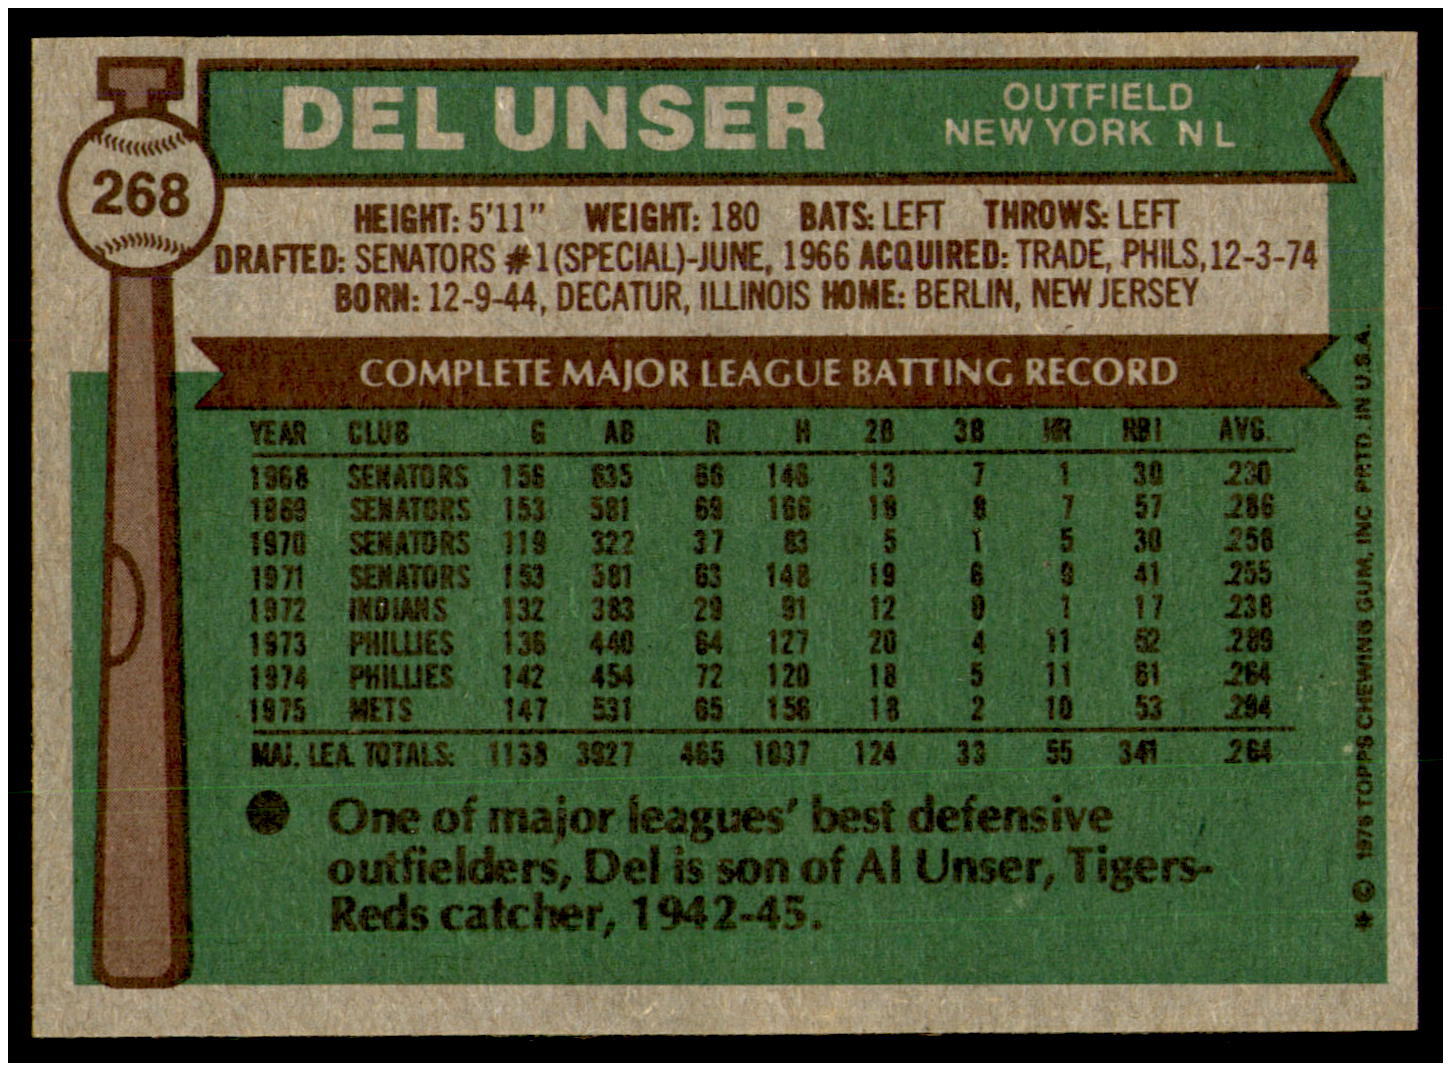 DEL UNSER
OUTFIELD
NEW YORK N L
268
HEIGHT: 5'11" WEIGHT: 180 BATS: LEFT THROWS: LEFT
DRAFTED: SENATORS #1(SPECIAL)-JUNE, 1966 ACQUIRED: TRADE, PHILS, 12-3-74
BORN: 12-9-44, DECATUR, ILLINOIS HOME: BERLIN, NEW JERSEY
COMPLETE MAJOR LEAGUE BATTING RECORD
YEAR CLUB G AB R H 2B 3B HR RBI AVG.
1968 SENATORS 156 635 66 146 13 7 1 30 .230
1969 SENATORS 153 581 69 166 19 8 7 57 .286
1970 SENATORS 119 322 37 83 5 1 5 30 .258
1971 SENATORS 153 581 63 148 19 6 9 41 .255
1972 INDIANS 132 383 29 91 12 0 1 17 .238
1973 PHILLIES 136 440 64 127 20 4 11 52 .289
1974 PHILLIES 142 454 72 120 18 5 11 61 .264
1975 METS 147 531 65 156 18 2 10 53 .294
MAJ. LEA. TOTALS: 1138 3927 465 1037 124 33 55 341 .264
One of major leagues' best defensive
outfielders, Del is son of Al Unser, Tigers-
Reds catcher, 1942-45.
* © 1976 TOPPS CHEWING GUM, INC. PRTD. IN U.S.A.